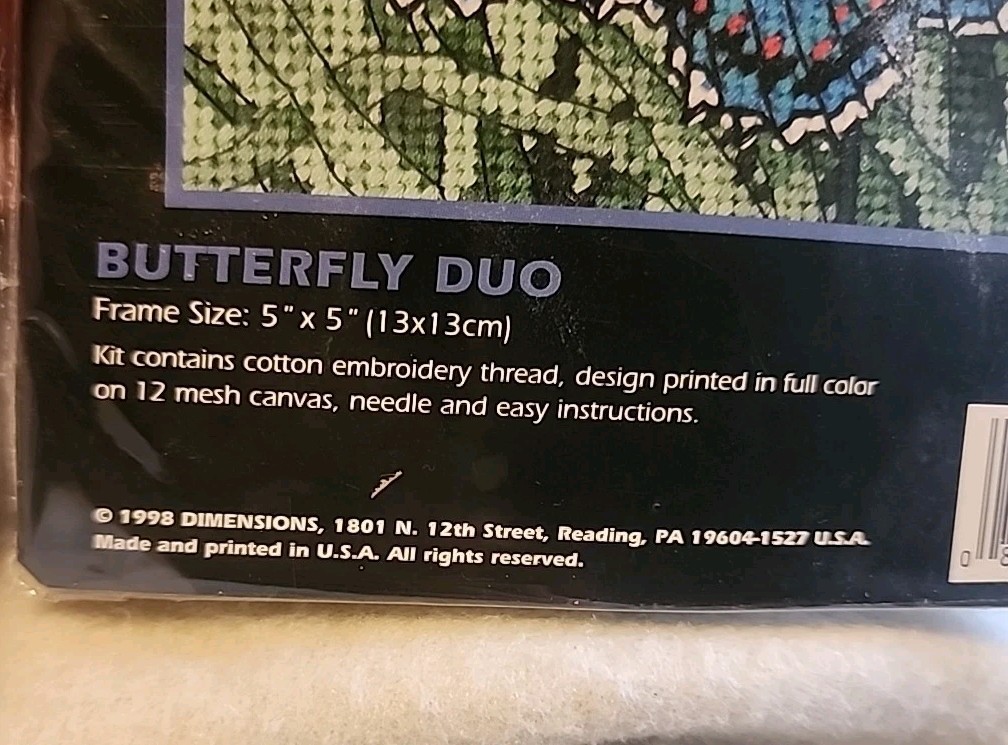 BUTTERFLY DUO
Frame Size: 5" x 5" (13x13cm)
Kit contains cotton embroidery thread, design printed in full color
on 12 mesh canvas, needle and easy instructions.
© 1998 DIMENSIONS, 1801 N. 12th Street, Reading, PA 19604-1527 U.S.A.
Made and printed in U.S.A. All rights reserved.
0